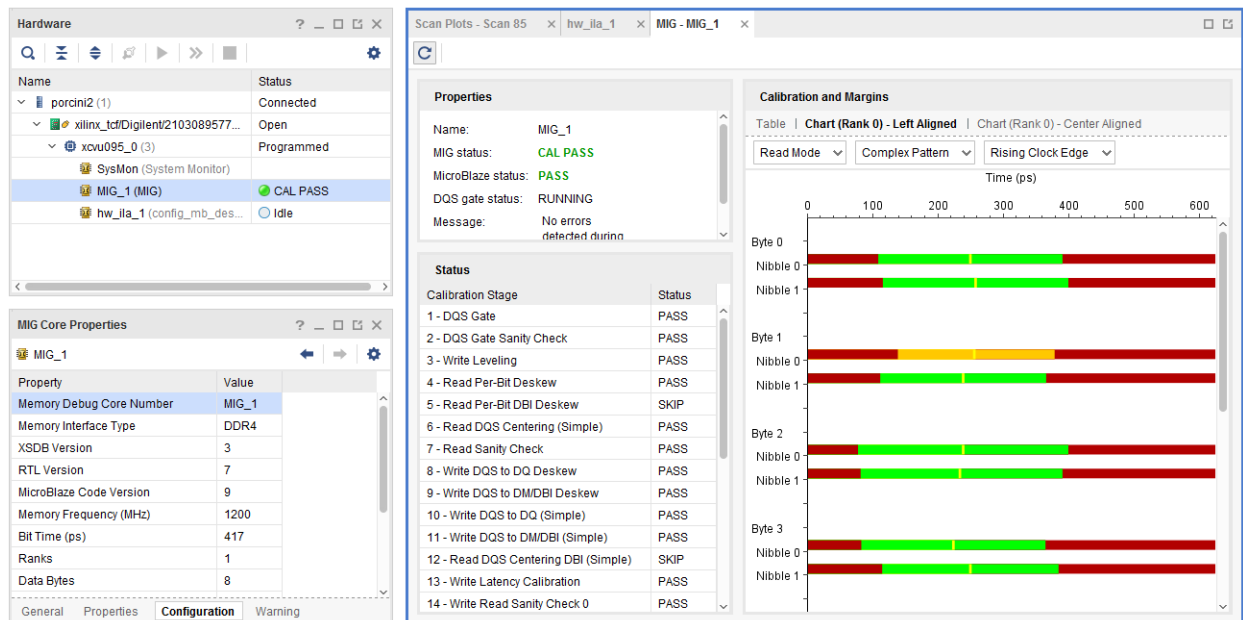 Hardware
Name Status
porcini2 (1) Connected
xilinx_tcf/Digilent/2103089577... Open
xcvu095_0 (3) Programmed
SysMon (System Monitor)
MIG_1 (MIG) CAL PASS
hw_ila_1 (config_mb_des... Idle
MIG Core Properties
MIG_1
Property Value
Memory Debug Core Number MIG_1
Memory Interface Type DDR4
XSDB Version 3
RTL Version 7
MicroBlaze Code Version 9
Memory Frequency (MHz) 1200
Bit Time (ps) 417
Ranks 1
Data Bytes 8
General Properties Configuration Warning
Scan Plots - Scan 85 hw_ila_1 MIG - MIG_1
Properties
Name: MIG_1
MIG status: CAL PASS
MicroBlaze status: PASS
DQS gate status: RUNNING
Message: No errors
detected during
Status
Calibration Stage Status
1 - DQS Gate PASS
2 - DQS Gate Sanity Check PASS
3 - Write Leveling PASS
4 - Read Per-Bit Deskew PASS
5 - Read Per-Bit DBI Deskew SKIP
6 - Read DQS Centering (Simple) PASS
7 - Read Sanity Check PASS
8 - Write DQS to DQ Deskew PASS
9 - Write DQS to DM/DBI Deskew PASS
10 - Write DQS to DQ (Simple) PASS
11 - Write DQS to DM/DBI (Simple) PASS
12 - Read DQS Centering DBI (Simple) SKIP
13 - Write Latency Calibration PASS
14 - Write Read Sanity Check 0 PASS
Calibration and Margins
Table | Chart (Rank 0) - Left Aligned | Chart (Rank 0) - Center Aligned
Read Mode Complex Pattern Rising Clock Edge
Time (ps)
0 100 200 300 400 500 600
Byte 0
Nibble 0
Nibble 1
Byte 1
Nibble 0
Nibble 1
Byte 2
Nibble 0
Nibble 1
Byte 3
Nibble 0
Nibble 1